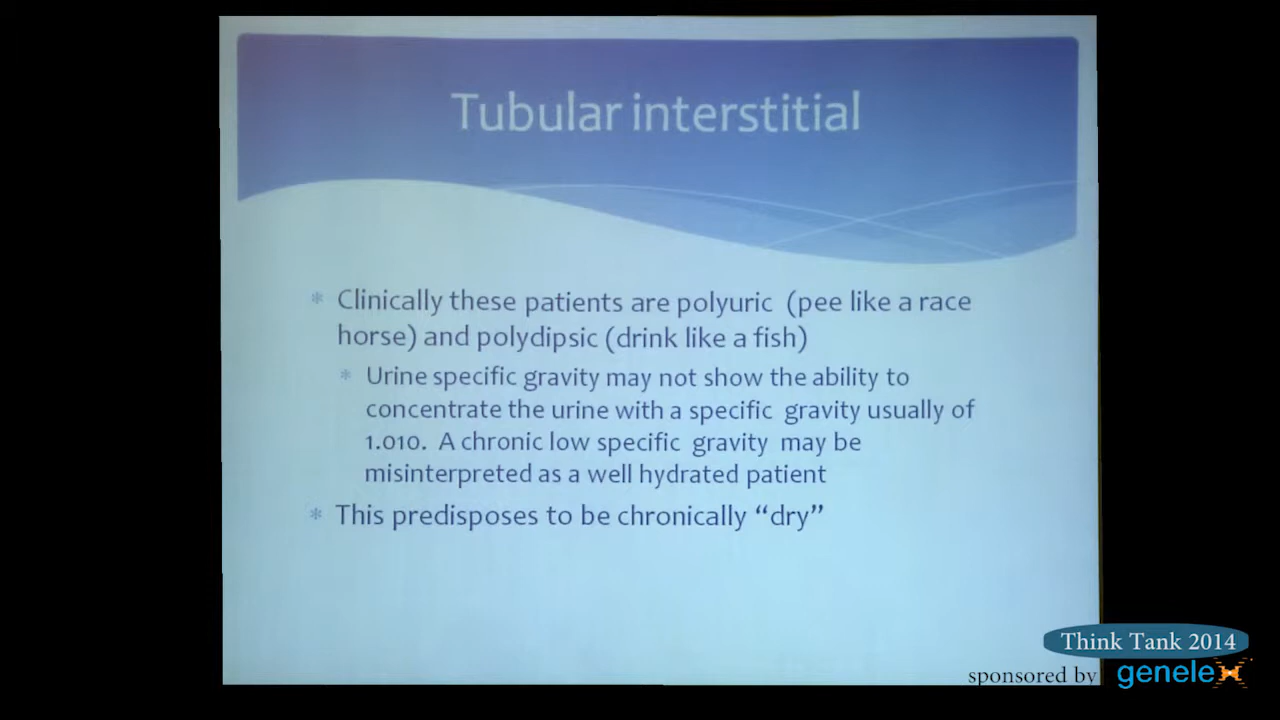 Tubular interstitial
* Clinically these patients are polyuric (pee like a race
horse) and polydipsic (drink like a fish)
* Urine specific gravity may not show the ability to
concentrate the urine with a specific gravity usually of
1.010. A chronic low specific gravity may be
misinterpreted as a well hydrated patient
* This predisposes to be chronically “dry”
Think Tank 2014
sponsored by
genelex